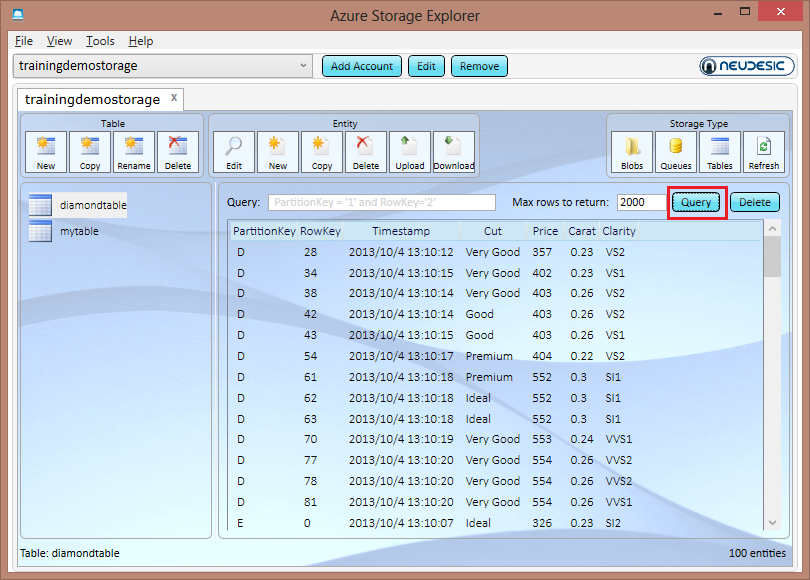 Azure Storage Explorer
File View Tools Help
trainingdemostorage Add Account Edit Remove NEUDESIC
trainingdemostorage x
Table Entity Storage Type
New Copy Rename Delete Edit New Copy Delete Upload Download Blobs Queues Tables Refresh
diamondtable
mytable
Query: PartitionKey = '1' and RowKey='2' Max rows to return: 2000 Query Delete
PartitionKey RowKey Timestamp Cut Price Carat Clarity
D 28 2013/10/4 13:10:12 Very Good 357 0.23 VS2
D 34 2013/10/4 13:10:15 Very Good 402 0.23 VS1
D 38 2013/10/4 13:10:14 Very Good 403 0.26 VS2
D 42 2013/10/4 13:10:14 Good 403 0.26 VS2
D 43 2013/10/4 13:10:15 Good 403 0.26 VS1
D 54 2013/10/4 13:10:17 Premium 404 0.22 VS2
D 61 2013/10/4 13:10:18 Premium 552 0.3 SI1
D 62 2013/10/4 13:10:18 Ideal 552 0.3 SI1
D 63 2013/10/4 13:10:18 Ideal 552 0.3 SI1
D 70 2013/10/4 13:10:19 Very Good 553 0.24 VVS1
D 77 2013/10/4 13:10:20 Very Good 554 0.26 VVS2
D 78 2013/10/4 13:10:20 Very Good 554 0.26 VVS2
D 81 2013/10/4 13:10:20 Very Good 554 0.26 VVS1
E 0 2013/10/4 13:10:07 Ideal 326 0.23 SI2
Table: diamondtable 100 entities